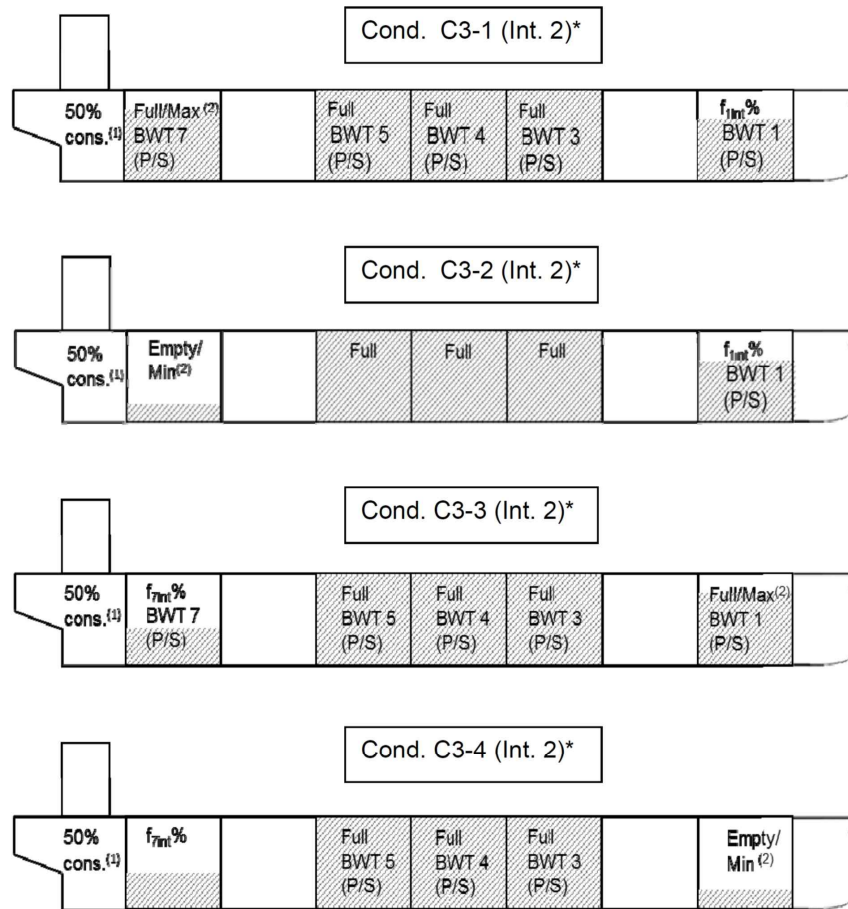 Cond. C3-1 (Int. 2)*
50%
cons.(1)
Full/Max(2)
BWT 7
(P/S)
Full
BWT 5
(P/S)
Full
BWT 4
(P/S)
Full
BWT 3
(P/S)
f1int%
BWT 1
(P/S)
Cond. C3-2 (Int. 2)*
50%
cons.(1)
Empty/
Min(2)
Full
Full
Full
f1int%
BWT 1
(P/S)
Cond. C3-3 (Int. 2)*
50%
cons.(1)
f7int%
BWT 7
(P/S)
Full
BWT 5
(P/S)
Full
BWT 4
(P/S)
Full
BWT 3
(P/S)
Full/Max(2)
BWT 1
(P/S)
Cond. C3-4 (Int. 2)*
50%
cons.(1)
f7int%
Full
BWT 5
(P/S)
Full
BWT 4
(P/S)
Full
BWT 3
(P/S)
Empty/
Min (2)